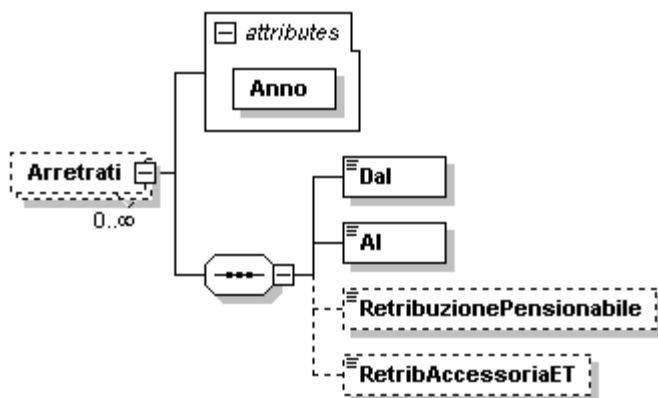 attributes
Anno
Arretrati
0..∞
Dal
Al
RetribuzionePensionabile
RetribAccessoriaET